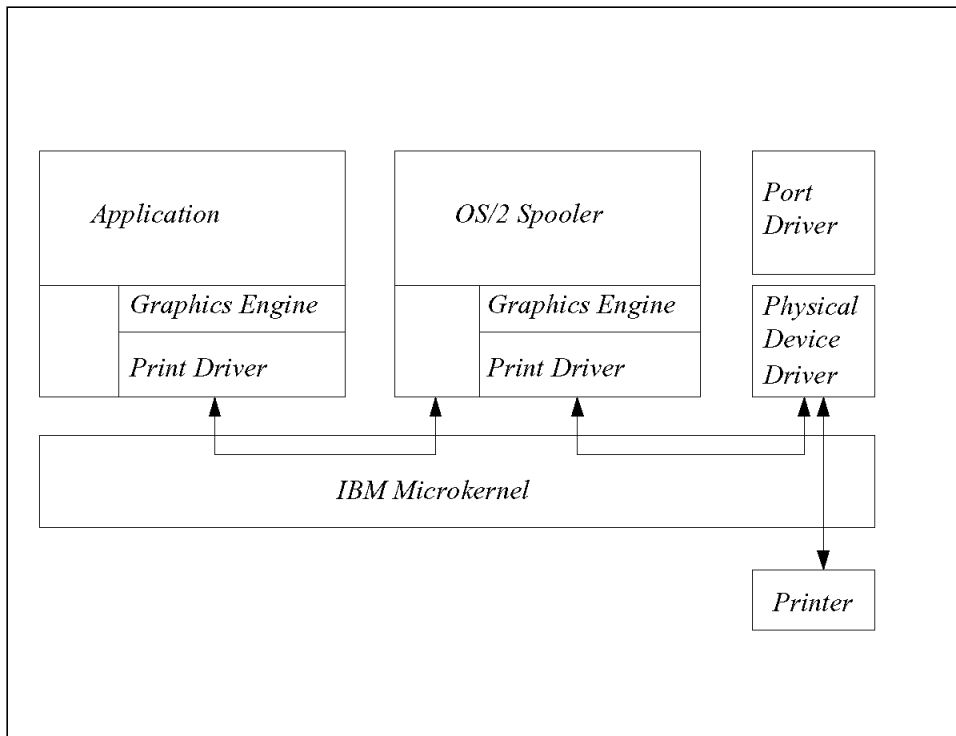 Application
Graphics Engine
Print Driver
OS/2 Spooler
Graphics Engine
Print Driver
Port
Driver
Physical
Device
Driver
IBM Microkernel
Printer